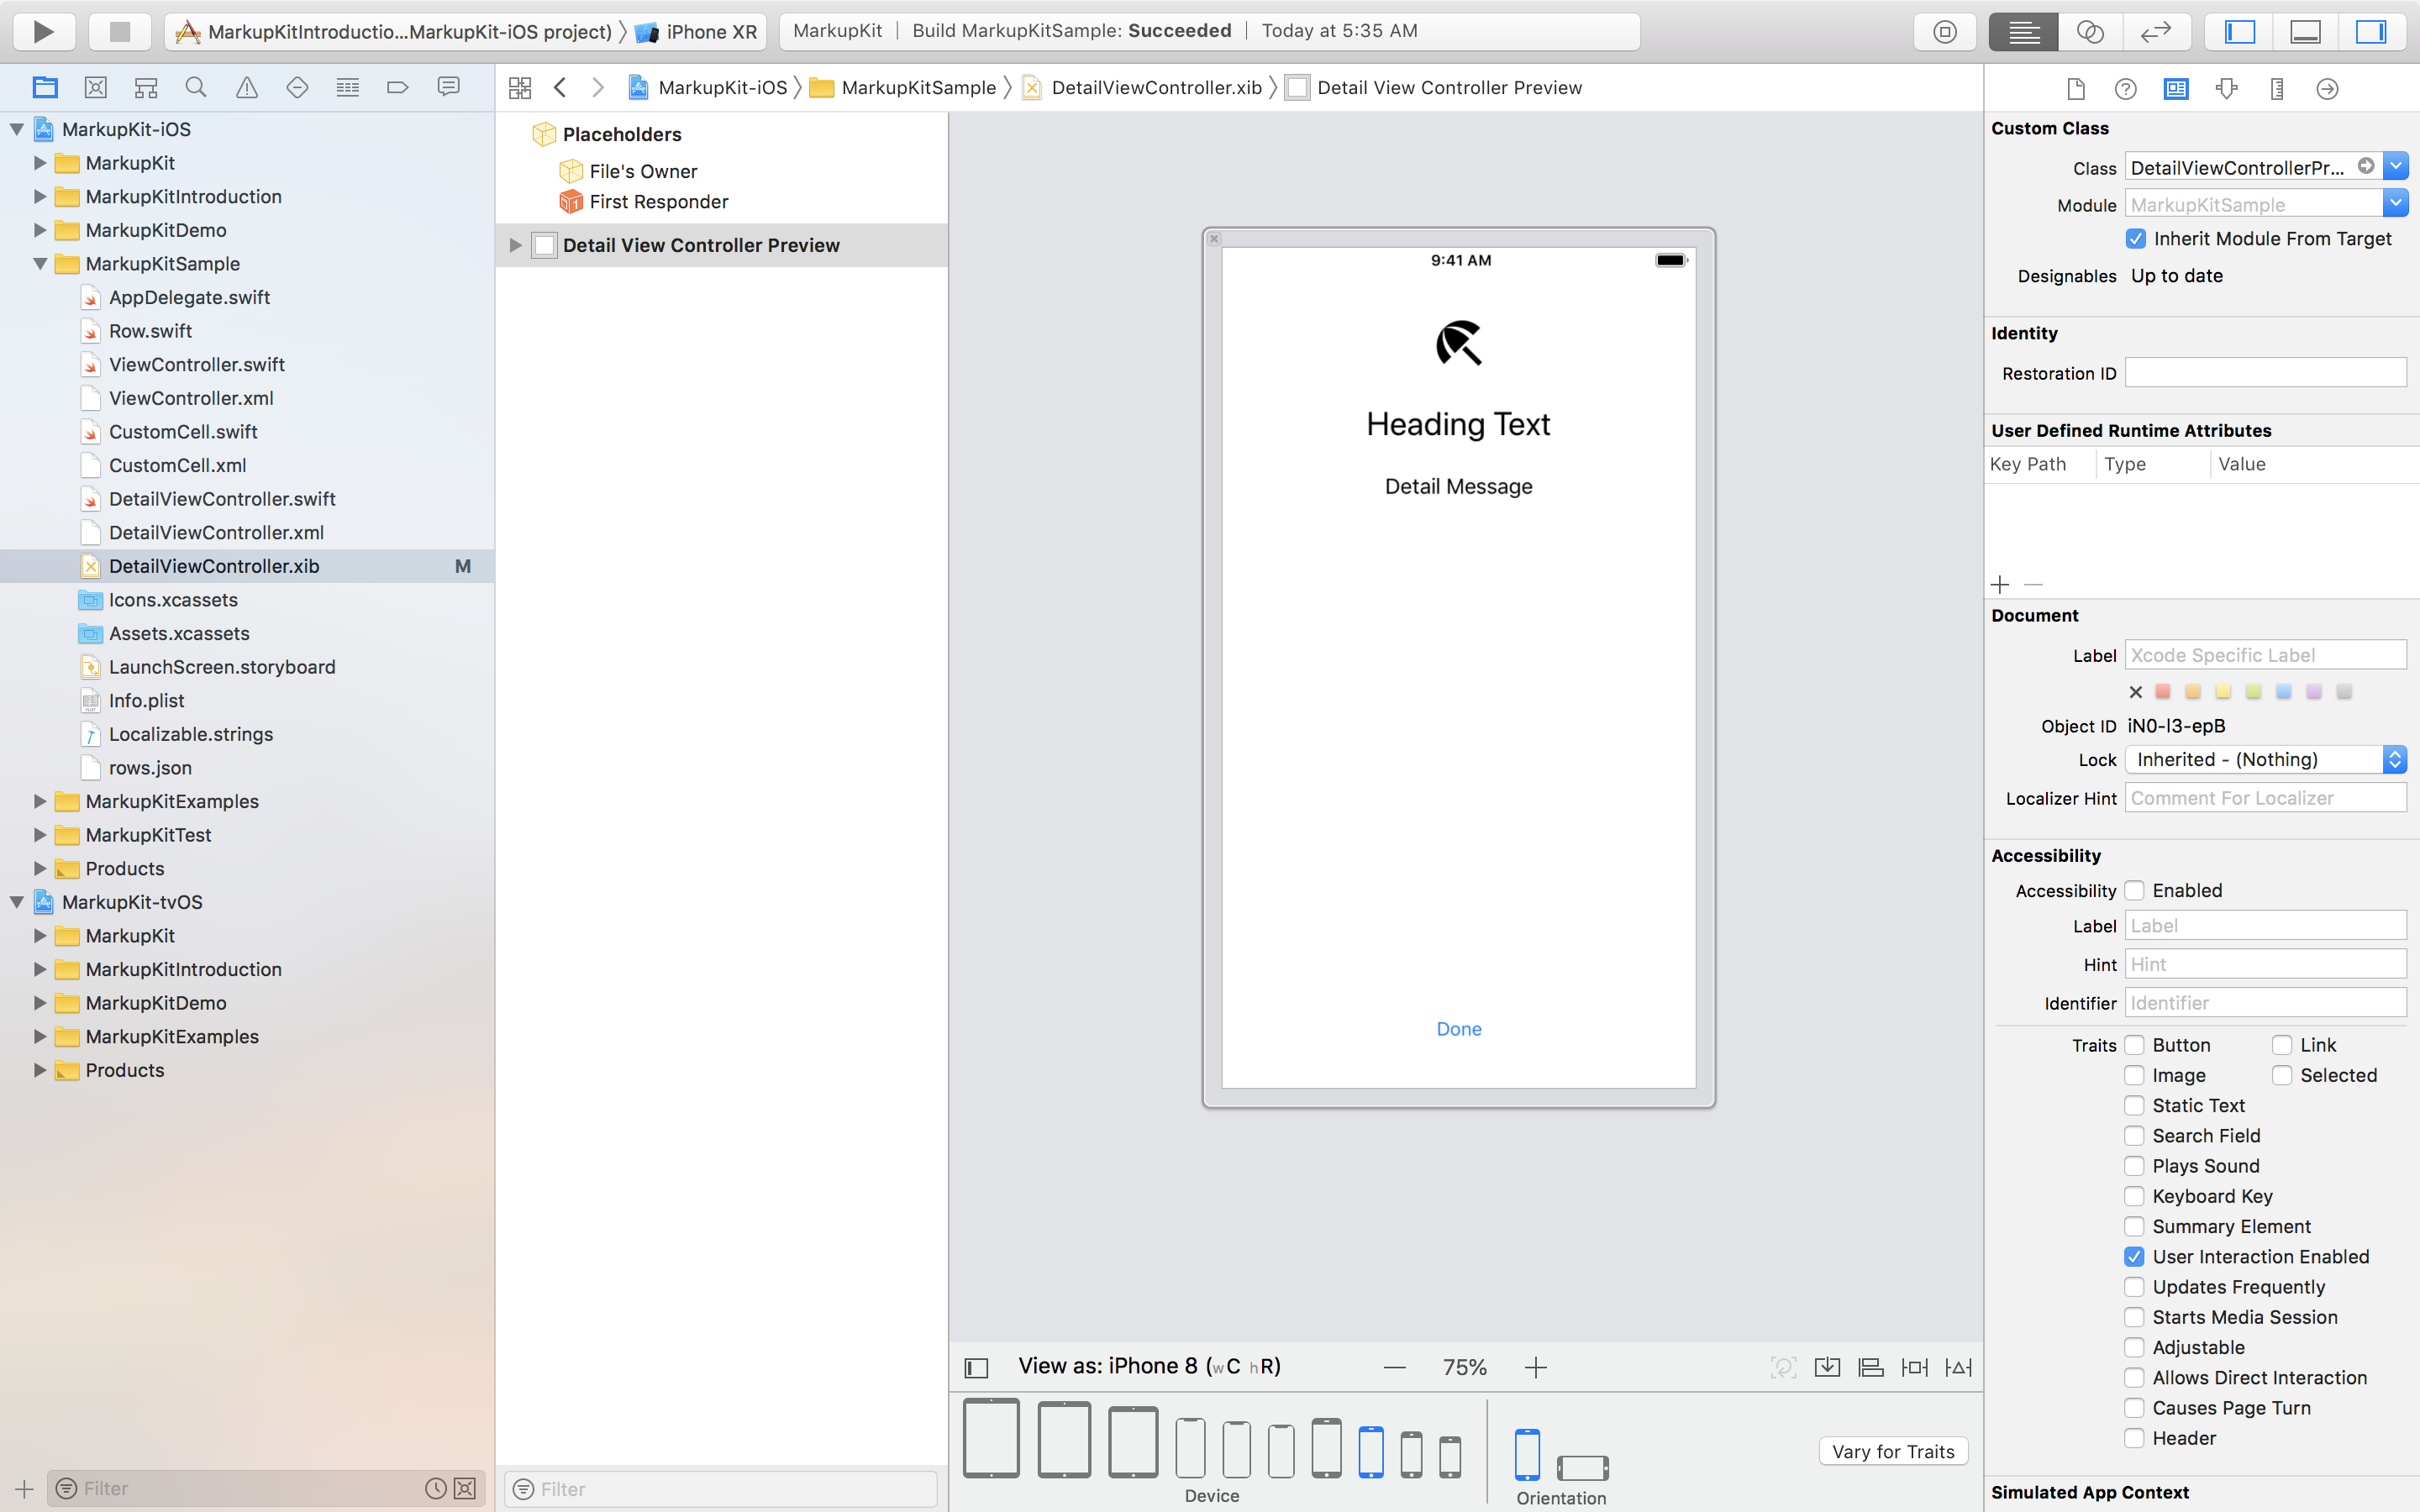 MarkupKitIntroductio...MarkupKit-iOS project) iPhone XR
MarkupKit | Build MarkupKitSample: Succeeded | Today at 5:35 AM
MarkupKit-iOS
MarkupKit
MarkupKitIntroduction
MarkupKitDemo
MarkupKitSample
AppDelegate.swift
Row.swift
ViewController.swift
ViewController.xml
CustomCell.swift
CustomCell.xml
DetailViewController.swift
DetailViewController.xml
DetailViewController.xib M
Icons.xcassets
Assets.xcassets
LaunchScreen.storyboard
Info.plist
Localizable.strings
rows.json
MarkupKitExamples
MarkupKitTest
Products
MarkupKit-tvOS
MarkupKit
MarkupKitIntroduction
MarkupKitDemo
MarkupKitExamples
Products
Filter
MarkupKit-iOS MarkupKitSample DetailViewController.xib Detail View Controller Preview
Placeholders
File's Owner
First Responder
Detail View Controller Preview
Filter
9:41 AM
Heading Text
Detail Message
Done
View as: iPhone 8 (wC hR)
75%
Device
Orientation
Vary for Traits
Custom Class
Class DetailViewControllerPr...
Module MarkupKitSample
Inherit Module From Target
Designables Up to date
Identity
Restoration ID
User Defined Runtime Attributes
Key Path Type Value
Document
Label Xcode Specific Label
Object ID iN0-l3-epB
Lock Inherited - (Nothing)
Localizer Hint Comment For Localizer
Accessibility
Accessibility Enabled
Label Label
Hint Hint
Identifier Identifier
Traits Button Link
Image Selected
Static Text
Search Field
Plays Sound
Keyboard Key
Summary Element
User Interaction Enabled
Updates Frequently
Starts Media Session
Adjustable
Allows Direct Interaction
Causes Page Turn
Header
Simulated App Context